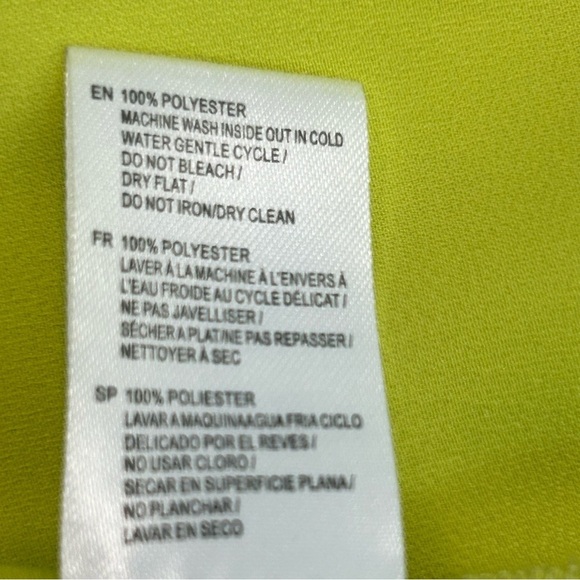 EN 100% POLYESTER
MACHINE WASH INSIDE OUT IN COLD
WATER GENTLE CYCLE /
DO NOT BLEACH /
DRY FLAT /
DO NOT IRON/DRY CLEAN
FR 100% POLYESTER
LAVER À LA MACHINE À L'ENVERS À
L'EAU FROIDE AU CYCLE DÉLICAT /
NE PAS JAVELLISER /
SÉCHER A PLAT/NE PAS REPASSER /
NETTOYER À SEC
SP 100% POLIESTER
LAVAR A MAQUINA AGUA FRIA CICLO
DELICADO POR EL REVES /
NO USAR CLORO /
SECAR EN SUPERFICIE PLANA /
NO PLANCHAR /
LAVAR EN SECO